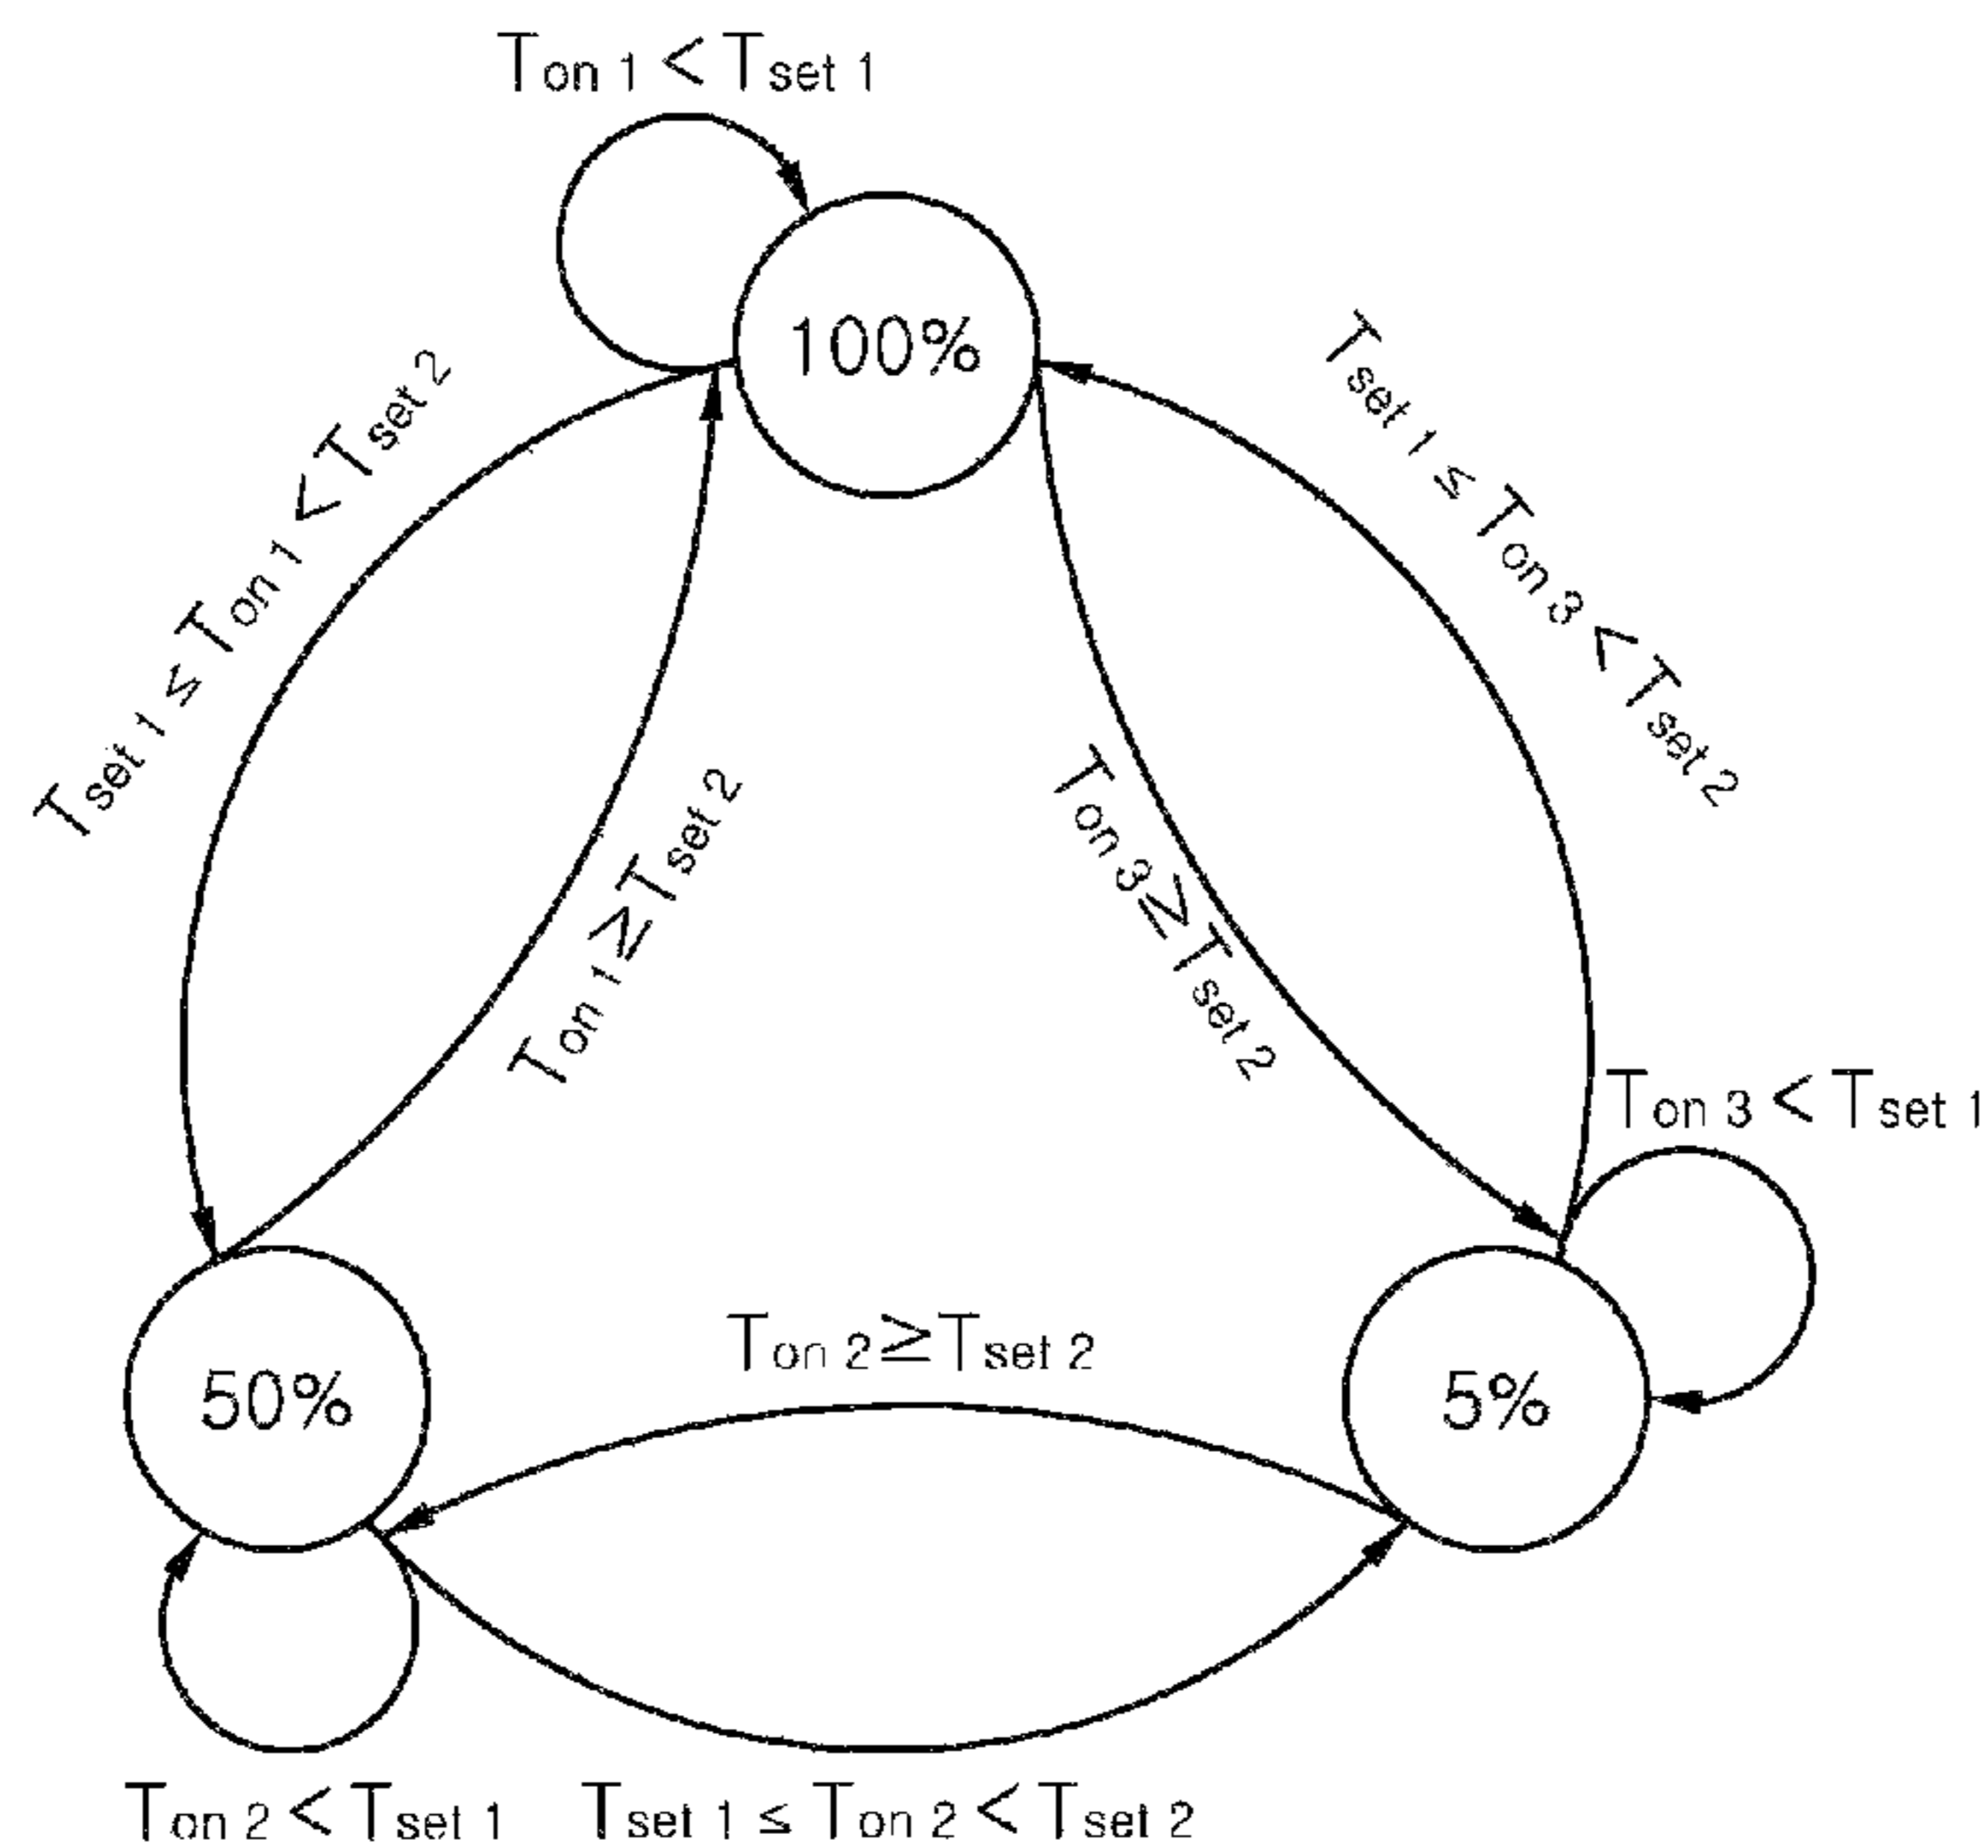 Ton 1 < Tset 1
100%
Tset 1 ≤ Ton 1 < Tset 2
Tset 1 ≤ Ton 3 < Tset 2
Ton 1 ≥ Tset 2
Ton 3 ≥ Tset 2
Ton 3 < Tset 1
Ton 2 ≥ Tset 2
50%
5%
Ton 2 < Tset 1
Tset 1 ≤ Ton 2 < Tset 2